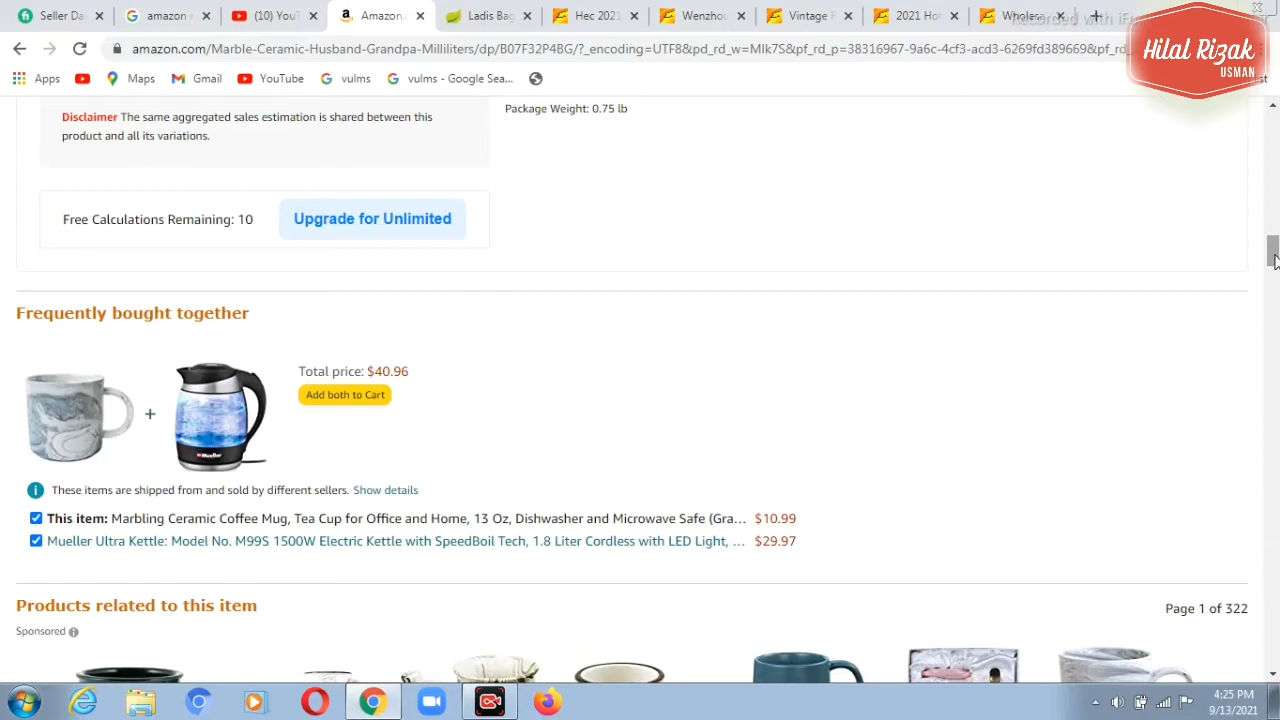 Seller Da
amazon
(10) YouT
Amazon.
Ladis Bag
Hec 2021
Wenzhou
Vintage F
2021 Ho
Wholes
Recorded with iF
amazon.com/Marble-Ceramic-Husband-Grandpa-Milliliters/dp/B07F32P4BG/?_encoding=UTF8&pd_rd_w=MIk7S&pf_rd_p=38316967-9a6c-4cf3-acd3-6269fd389669&pf_rd_
Hilal Rizak
USMAN
Apps
Maps
Gmail
YouTube
vulms
vulms - Google Sea...
Disclaimer The same aggregated sales estimation is shared between this
product and all its variations.
Package Weight: 0.75 lb
Free Calculations Remaining: 10
Upgrade for Unlimited
Frequently bought together
Total price: $40.96
Add both to Cart
+
Mueller
These items are shipped from and sold by different sellers. Show details
This item: Marbling Ceramic Coffee Mug, Tea Cup for Office and Home, 13 Oz, Dishwasher and Microwave Safe (Gra... $10.99
Mueller Ultra Kettle: Model No. M99S 1500W Electric Kettle with SpeedBoil Tech, 1.8 Liter Cordless with LED Light, ... $29.97
Products related to this item
Page 1 of 322
Sponsored
4:25 PM
9/13/2021